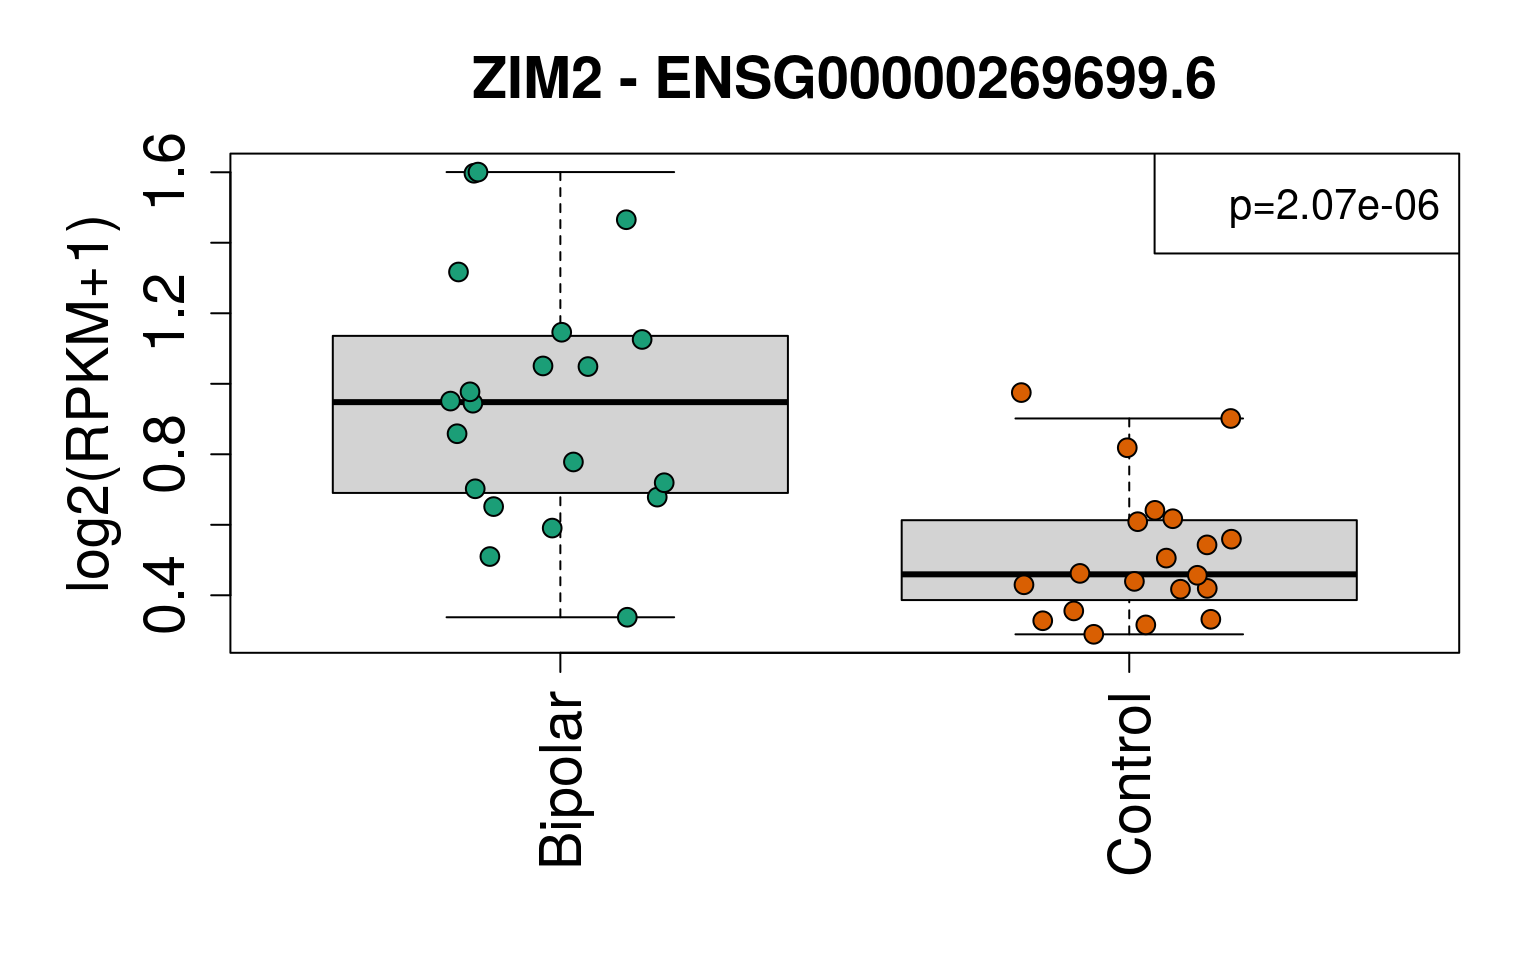 ZIM2 - ENSG00000269699.6
p=2.07e-06
log2(RPKM+1)
1.6
1.2
0.8
0.4
Bipolar
Control